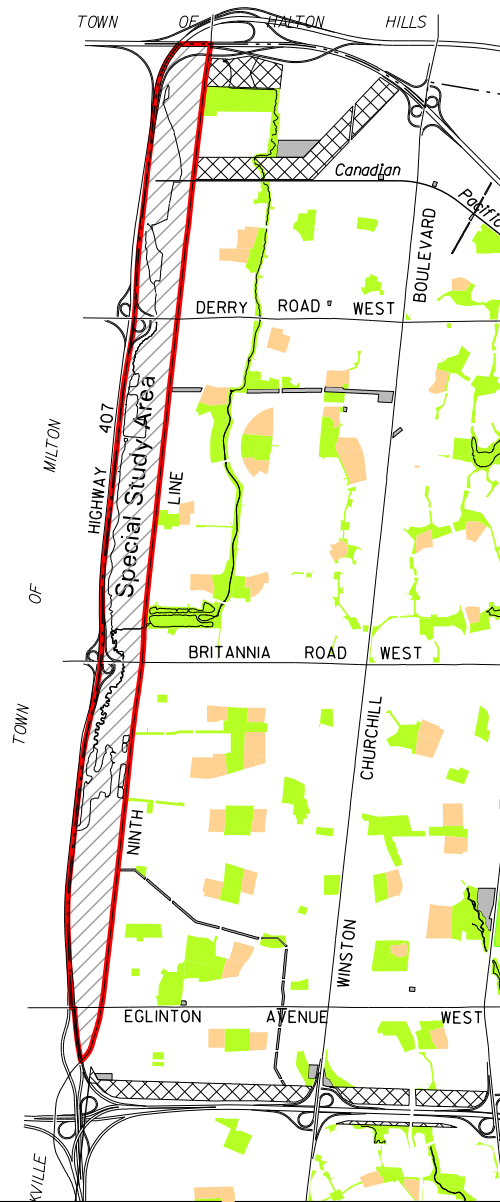 TOWN OF HALTON HILLS
Canadian
Pacific
BOULEVARD
DERRY ROAD WEST
407
HIGHWAY
Special Study Area
LINE
MILTON
OF
TOWN
BRITANNIA ROAD WEST
CHURCHILL
NINTH
WINSTON
EGLINTON AVENUE WEST
KVILLE